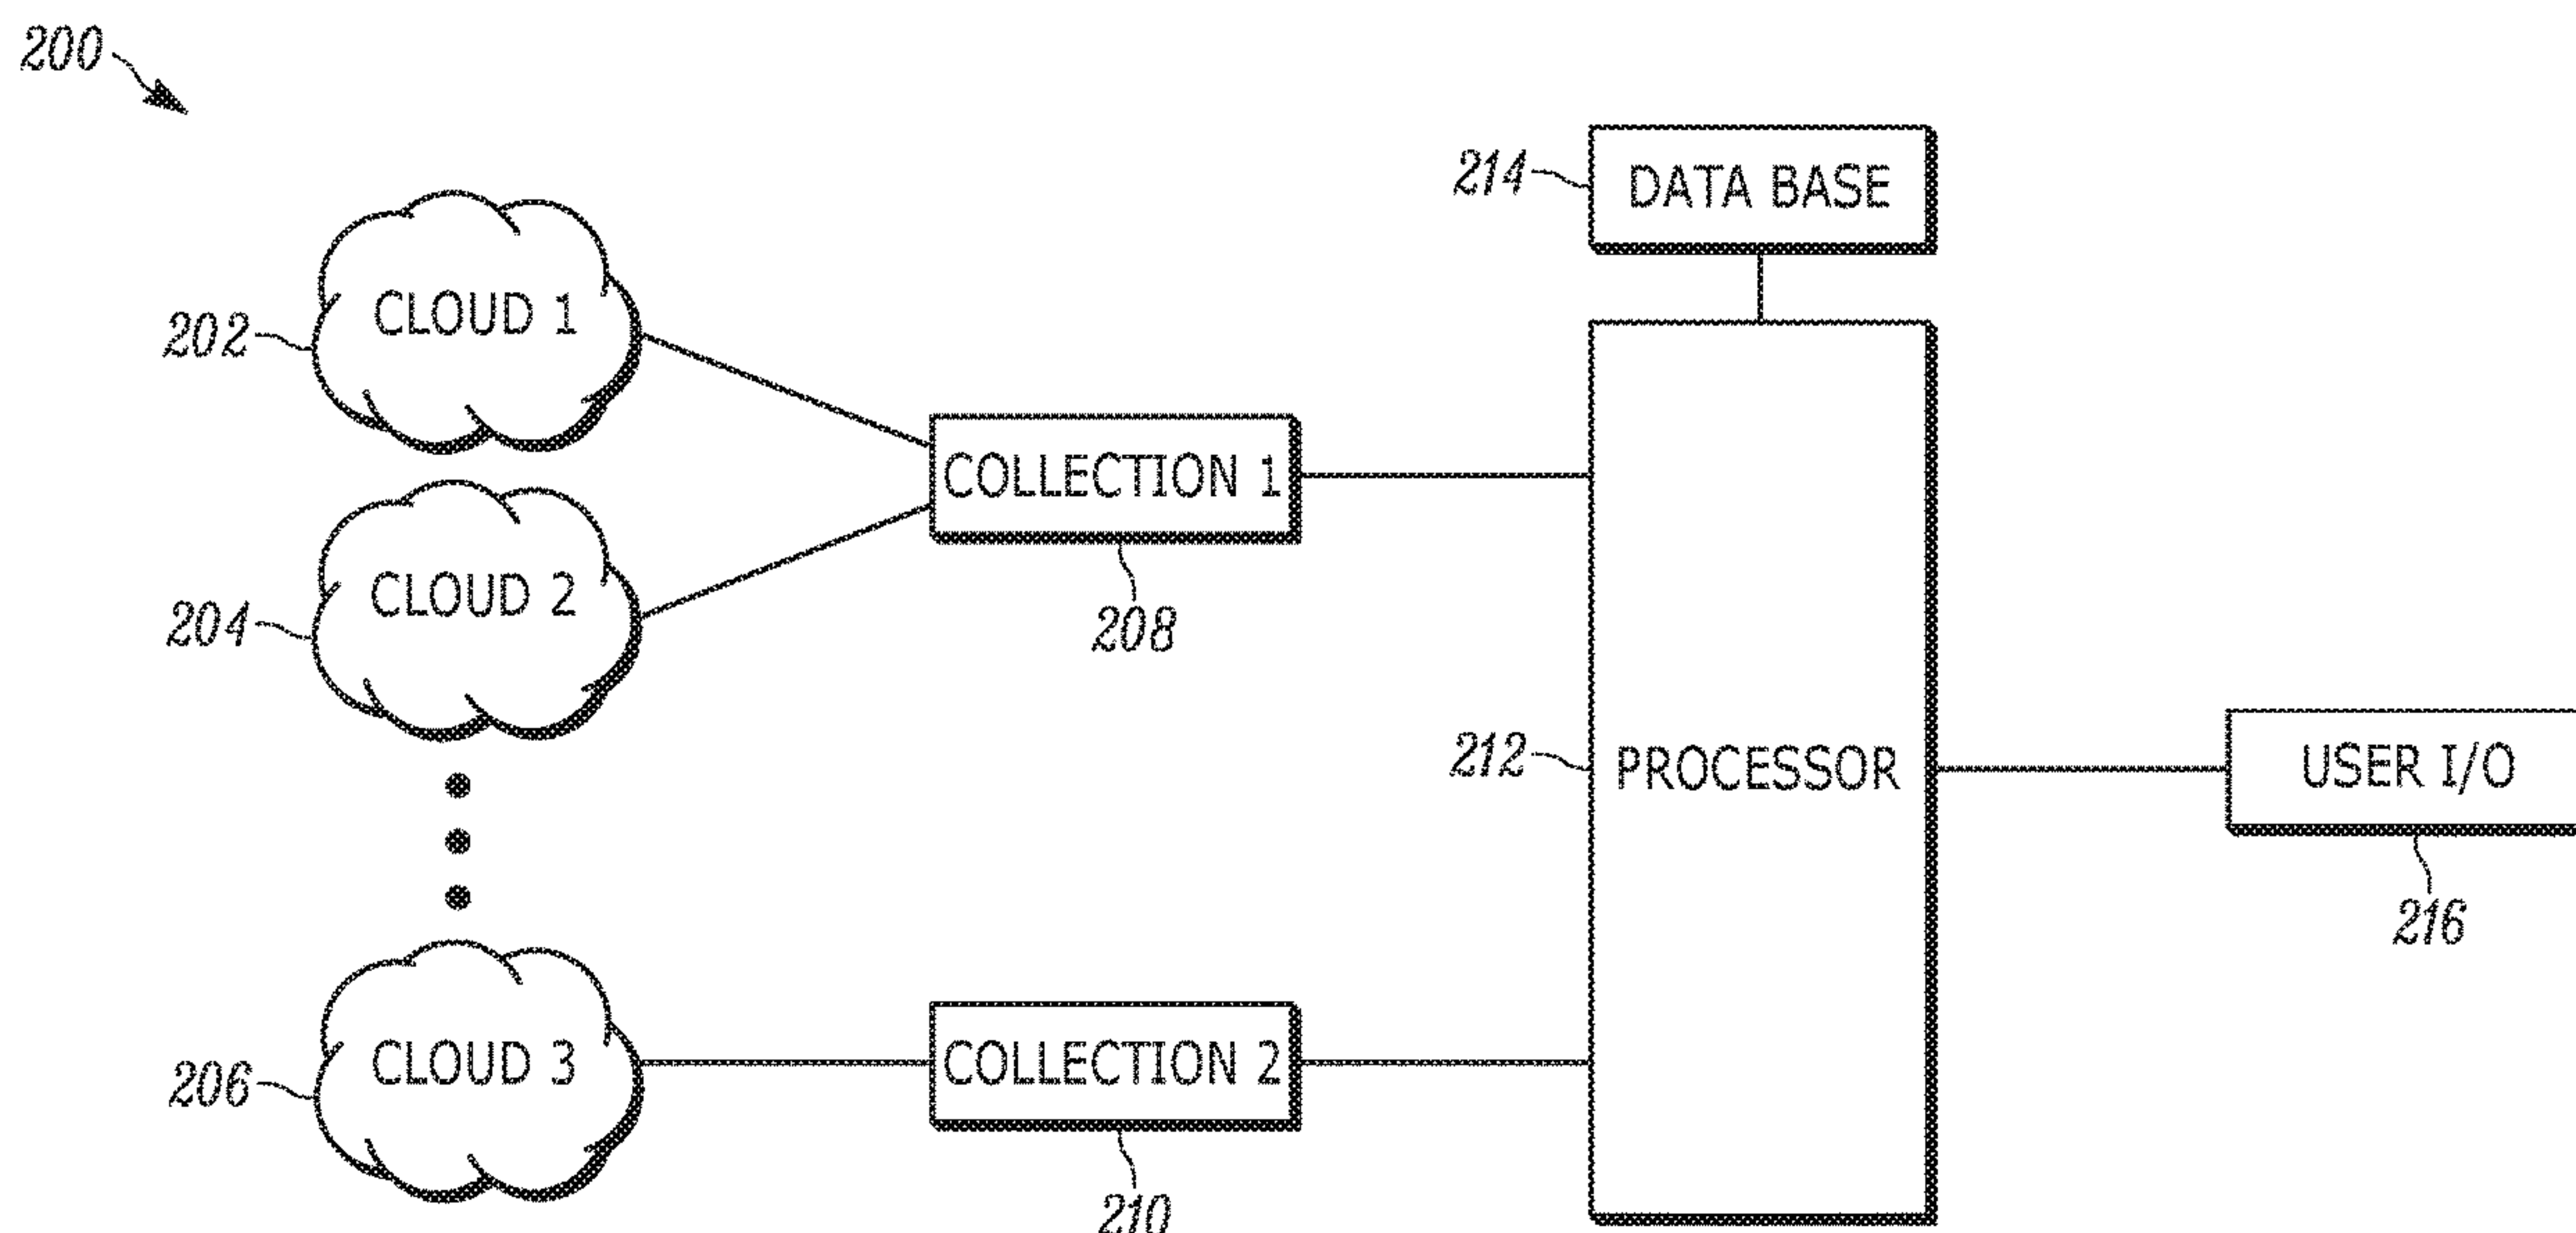 200
214
DATA BASE
202
CLOUD 1
COLLECTION 1
208
204
CLOUD 2
212
PROCESSOR
USER I/O
216
206
CLOUD 3
COLLECTION 2
210